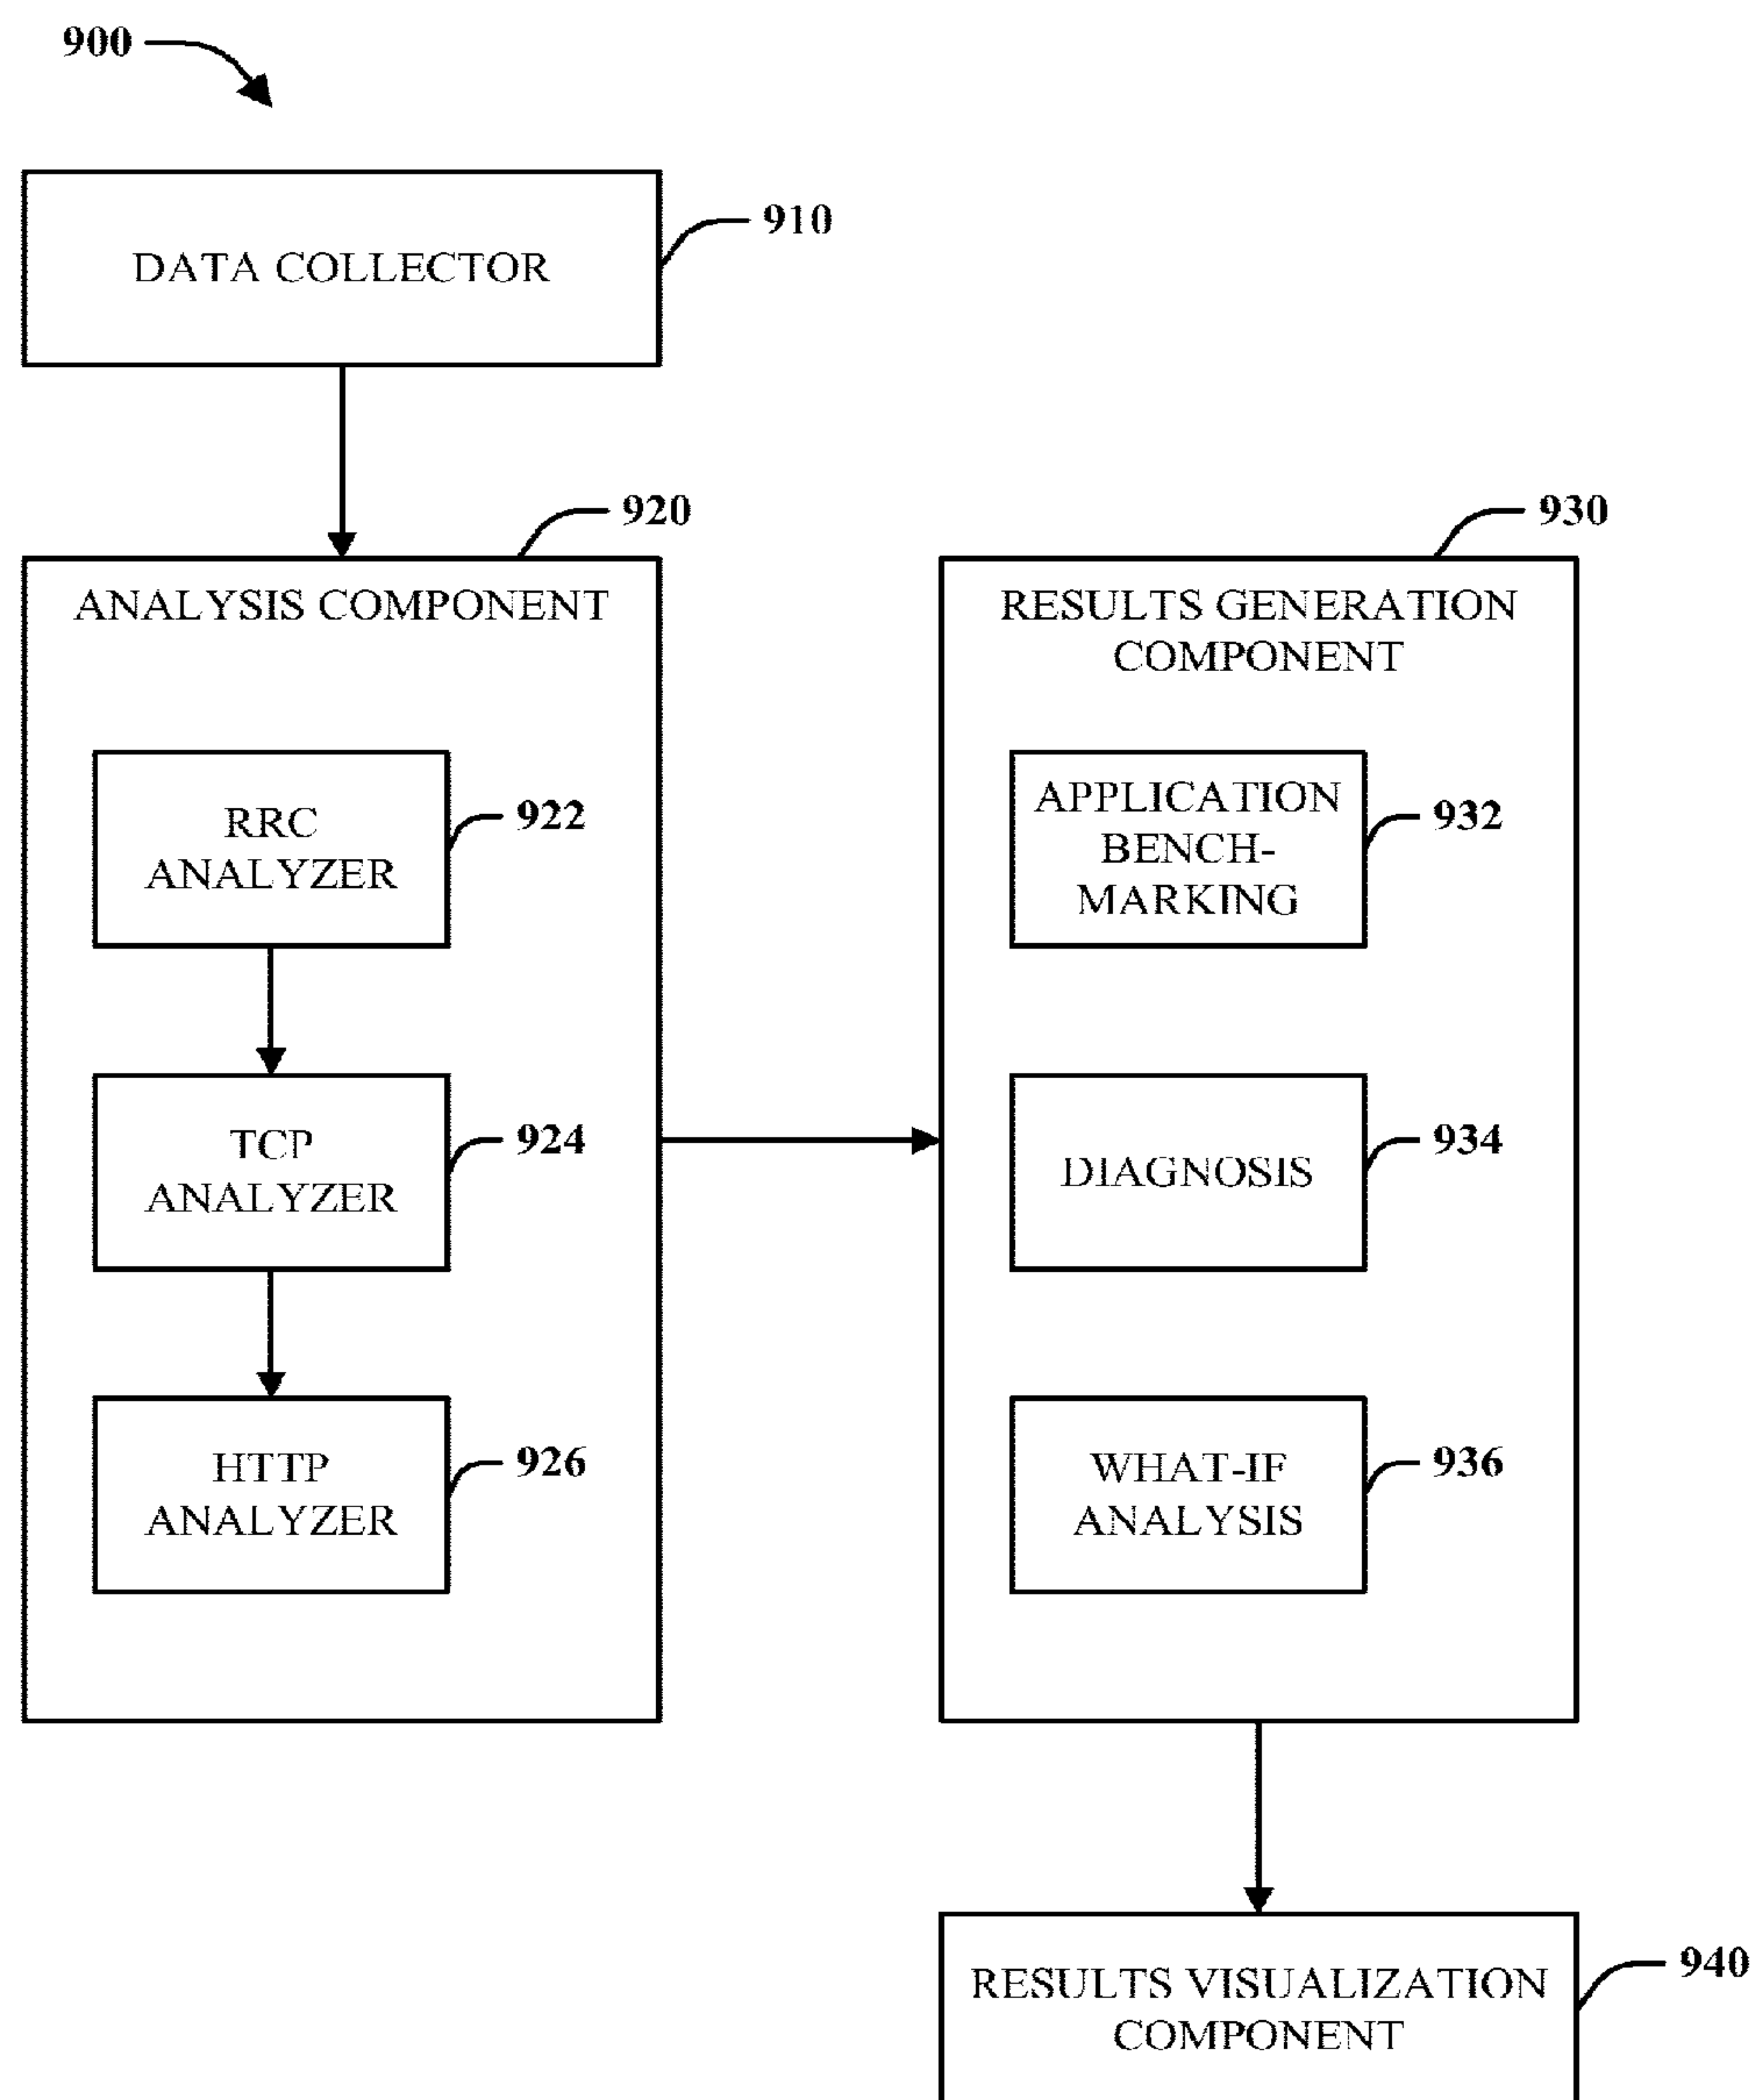 900
DATA COLLECTOR
910
920
ANALYSIS COMPONENT
RRC
ANALYZER
922
TCP
ANALYZER
924
HTTP
ANALYZER
926
930
RESULTS GENERATION
COMPONENT
APPLICATION
BENCH-
MARKING
932
DIAGNOSIS
934
WHAT-IF
ANALYSIS
936
RESULTS VISUALIZATION
COMPONENT
940